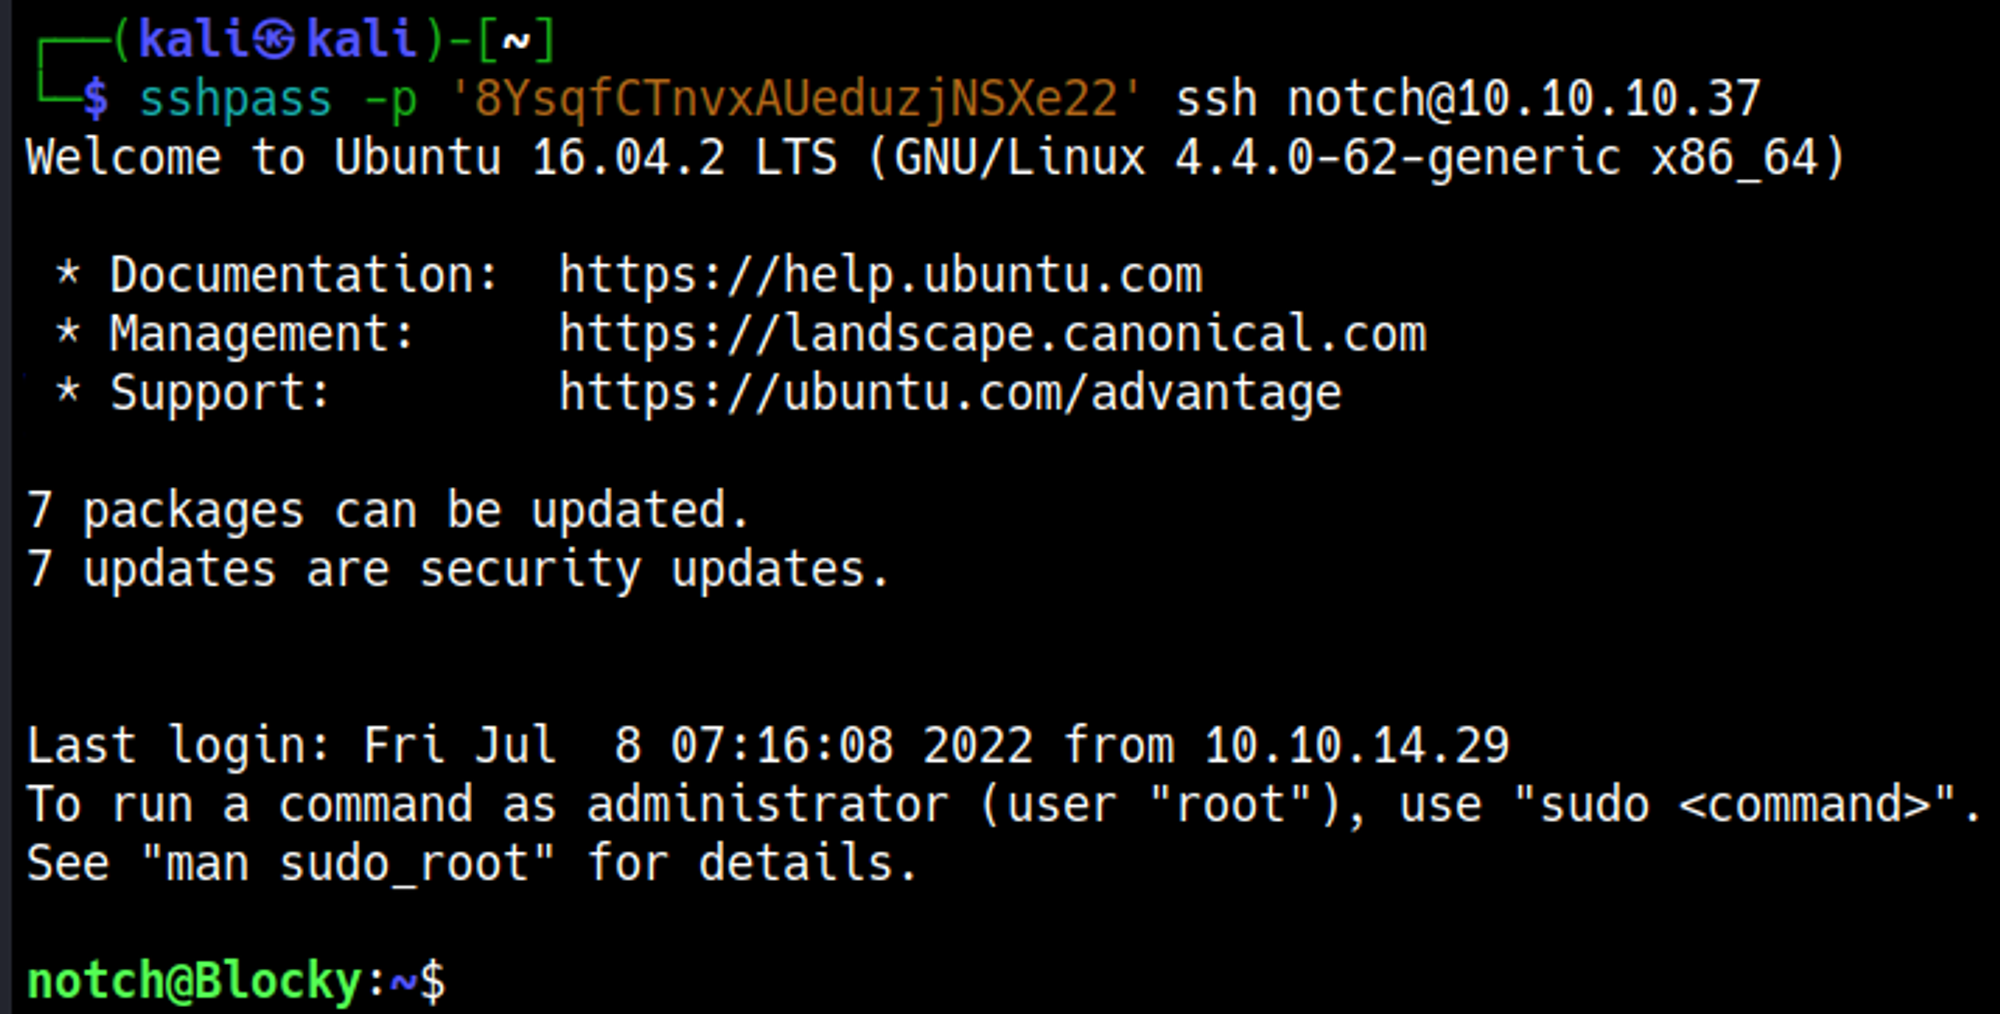 ┌──(kali㉿kali)-[~]
└─$ sshpass -p '8YsqfCTnvxAUeduzjNSXe22' ssh notch@10.10.10.37
Welcome to Ubuntu 16.04.2 LTS (GNU/Linux 4.4.0-62-generic x86_64)
 * Documentation:  https://help.ubuntu.com
 * Management:     https://landscape.canonical.com
 * Support:        https://ubuntu.com/advantage
7 packages can be updated.
7 updates are security updates.
Last login: Fri Jul  8 07:16:08 2022 from 10.10.14.29
To run a command as administrator (user "root"), use "sudo <command>".
See "man sudo_root" for details.
notch@Blocky:~$